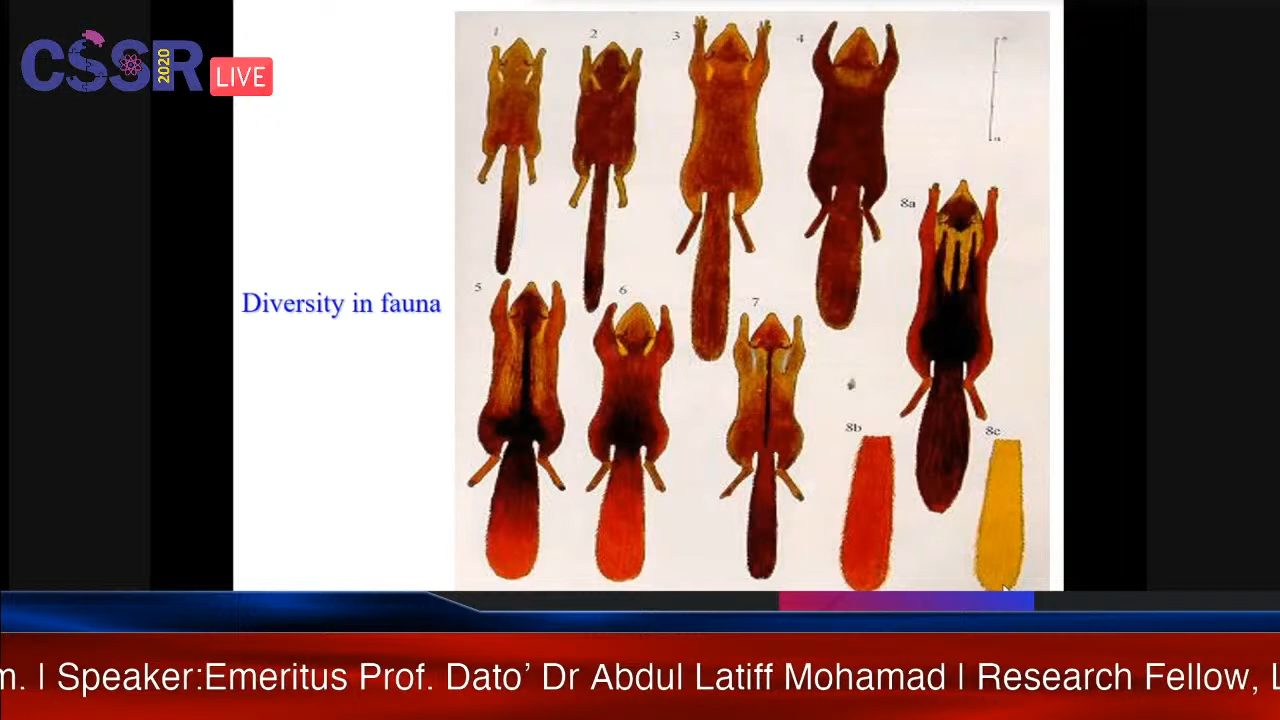 CSSR
2020
LIVE
Diversity in fauna
1
2
3
4
5
6
7
8a
8b
8c
m. | Speaker:Emeritus Prof. Dato’ Dr Abdul Latiff Mohamad | Research Fellow, L